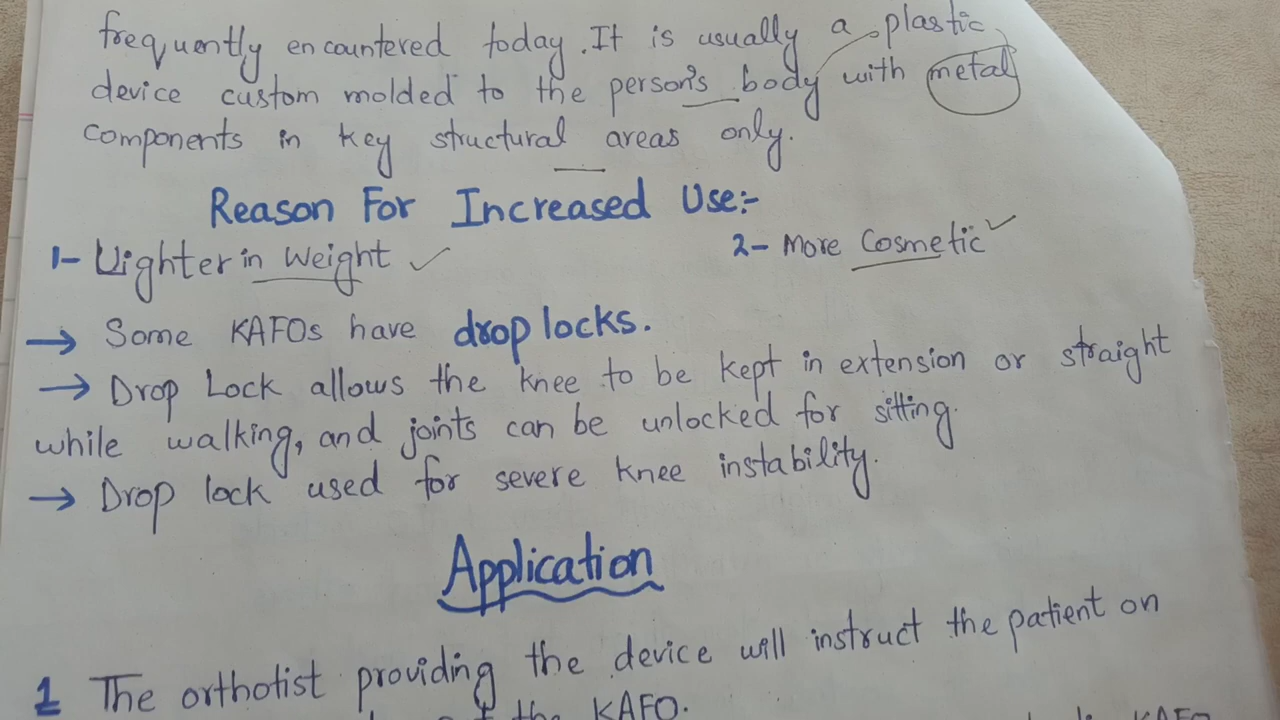 frequently encountered today. It is usually a plastic
device custom molded to the person's body with metal
components in key structural areas only.
Reason For Increased Use:-
1- Lighter in Weight
2- More Cosmetic
→ Some KAFOs have drop locks.
→ Drop Lock allows the knee to be kept in extension or straight
while walking, and joints can be unlocked for sitting.
→ Drop lock used for severe knee instability.
Application
1 The orthotist providing the device will instruct the patient on
the KAFO.
KAFO